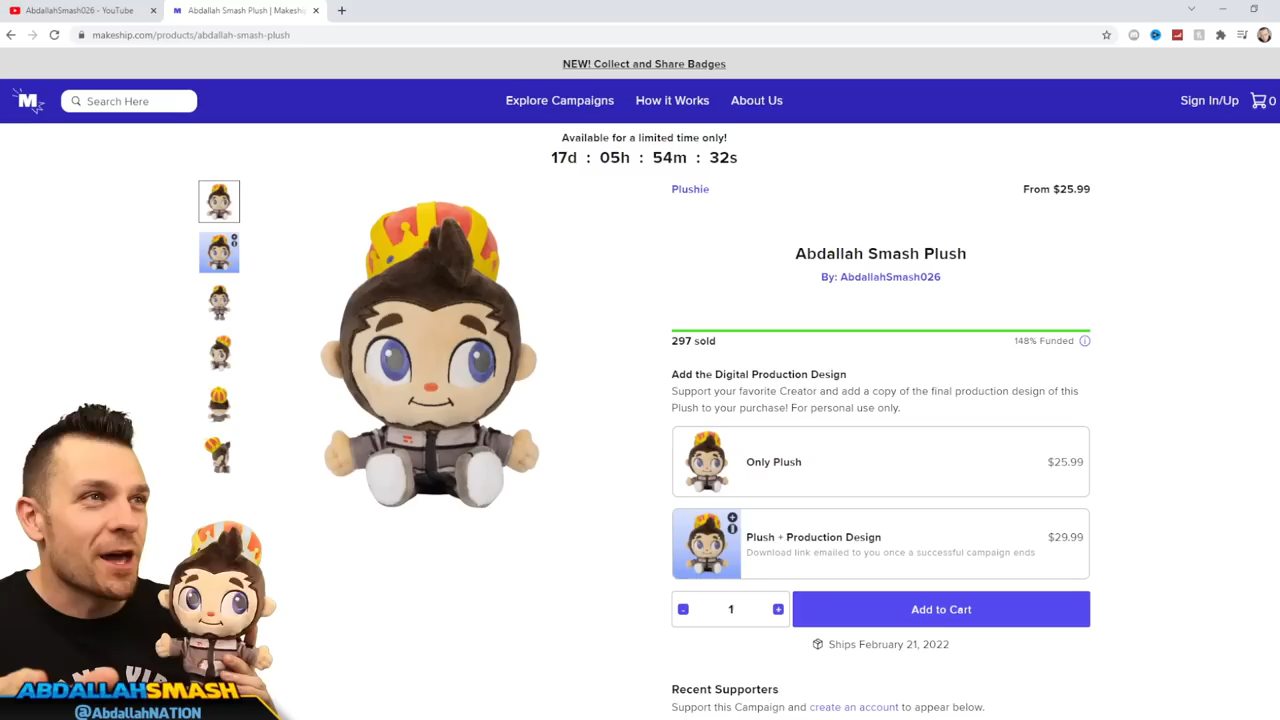 AbdallahSmash026 - YouTube
Abdallah Smash Plush | Makeship
makeship.com/products/abdallah-smash-plush
NEW! Collect and Share Badges
M
Search Here
Explore Campaigns
How it Works
About Us
Sign In/Up
0
Available for a limited time only!
17d : 05h : 54m : 32s
Plushie
From $25.99
Abdallah Smash Plush
By: AbdallahSmash026
297 sold
148% Funded
Add the Digital Production Design
Support your favorite Creator and add a copy of the final production design of this
Plush to your purchase! For personal use only.
Only Plush
$25.99
Plush + Production Design
$29.99
Download link emailed to you once a successful campaign ends
- 1 +
Add to Cart
Ships February 21, 2022
Recent Supporters
Support this Campaign and create an account to appear below.
ABDALLAHSMASH
@AbdallahNATION